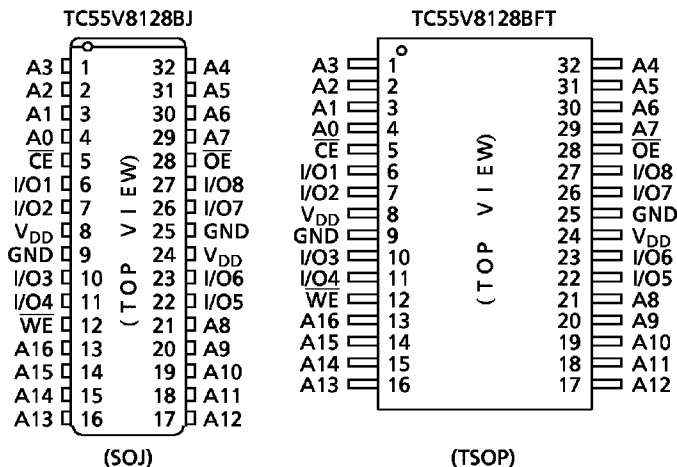 TC55V8128BJ
A3 1 32 A4
A2 2 31 A5
A1 3 30 A6
A0 4 29 A7
CE 5 28 OE
I/O1 6 27 I/O8
I/O2 7 26 I/O7
VDD 8 25 GND
GND 9 24 VDD
I/O3 10 23 I/O6
I/O4 11 22 I/O5
WE 12 21 A8
A16 13 20 A9
A15 14 19 A10
A14 15 18 A11
A13 16 17 A12
(TOP VIEW)
(SOJ)
TC55V8128BFT
A3 1 32 A4
A2 2 31 A5
A1 3 30 A6
A0 4 29 A7
CE 5 28 OE
I/O1 6 27 I/O8
I/O2 7 26 I/O7
VDD 8 25 GND
GND 9 24 VDD
I/O3 10 23 I/O6
I/O4 11 22 I/O5
WE 12 21 A8
A16 13 20 A9
A15 14 19 A10
A14 15 18 A11
A13 16 17 A12
(TOP VIEW)
(TSOP)